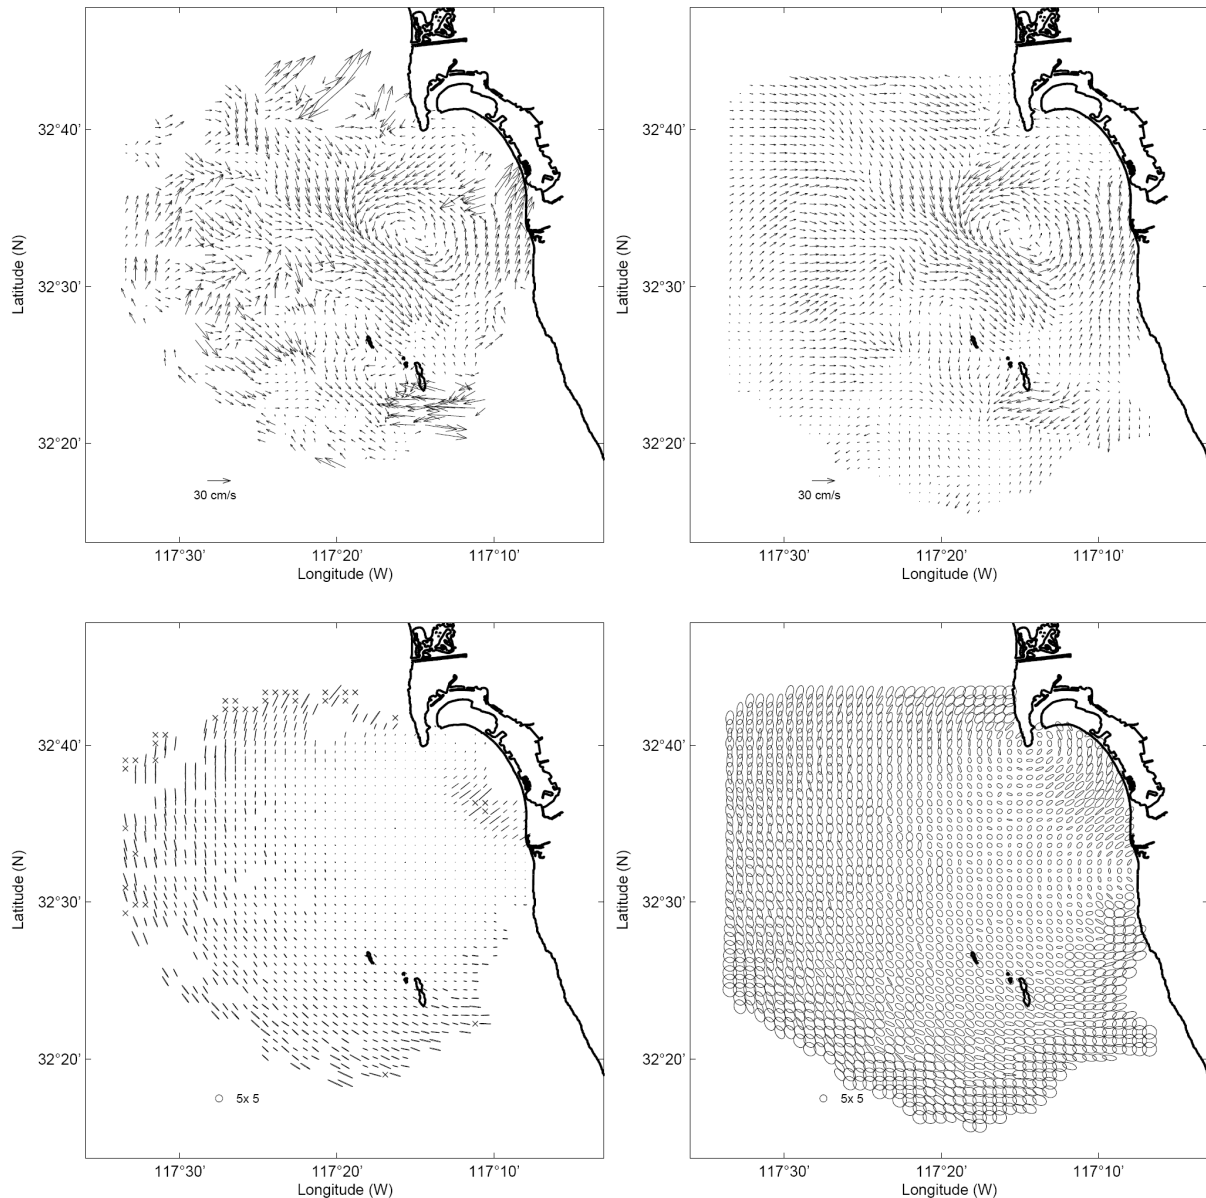 32°40'
32°30'
32°20'
Latitude (N)
30 cm/s
117°30'
117°20'
117°10'
Longitude (W)
32°40'
32°30'
32°20'
Latitude (N)
30 cm/s
117°30'
117°20'
117°10'
Longitude (W)
32°40'
32°30'
32°20'
Latitude (N)
5x 5
117°30'
117°20'
117°10'
Longitude (W)
32°40'
32°30'
32°20'
Latitude (N)
5x 5
117°30'
117°20'
117°10'
Longitude (W)